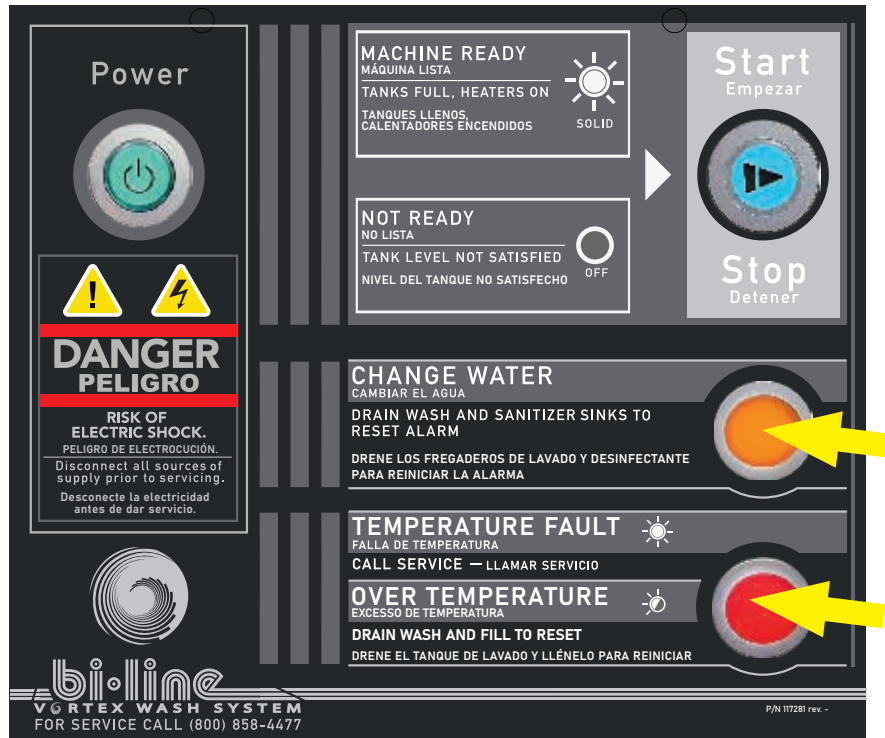 Power
DANGER
PELIGRO
RISK OF
ELECTRIC SHOCK.
PELIGRO DE ELECTROCUCIÓN.
Disconnect all sources of
supply prior to servicing.
Desconecte la electricidad
antes de dar servicio.
MACHINE READY
MÁQUINA LISTA
TANKS FULL, HEATERS ON
TANQUES LLENOS,
CALENTADORES ENCENDIDOS
SOLID
NOT READY
NO LISTA
TANK LEVEL NOT SATISFIED
NIVEL DEL TANQUE NO SATISFECHO
OFF
Start
Empezar
Stop
Detener
CHANGE WATER
CAMBIAR EL AGUA
DRAIN WASH AND SANITIZER SINKS TO
RESET ALARM
DRENE LOS FREGADEROS DE LAVADO Y DESINFECTANTE
PARA REINICIAR LA ALARMA
TEMPERATURE FAULT
FALLA DE TEMPERATURA
CALL SERVICE — LLAMAR SERVICIO
OVER TEMPERATURE
EXCESO DE TEMPERATURA
DRAIN WASH AND FILL TO RESET
DRENE EL TANQUE DE LAVADO Y LLÉNELO PARA REINICIAR
bi-line
VORTEX WASH SYSTEM
FOR SERVICE CALL (800) 858-4477
P/N 117281 rev. -